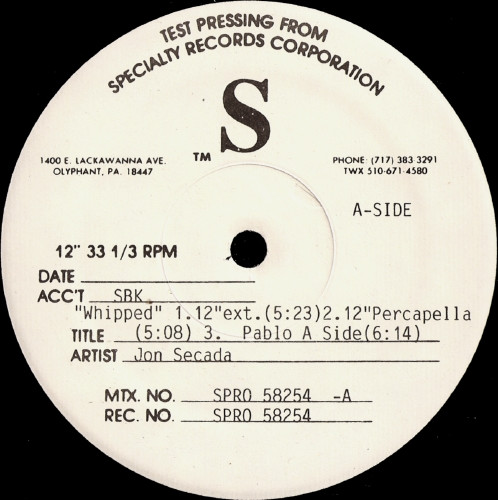 TEST PRESSING FROM
SPECIALTY RECORDS CORPORATION
S
TM
1400 E. LACKAWANNA AVE.
OLYPHANT, PA. 18447
PHONE: (717) 383 3291
TWX 510-671-4580
A-SIDE
12" 33 1/3 RPM
DATE
ACC'T SBK
"Whipped" 1.12"ext.(5:23)2.12"Percapella
TITLE (5:08) 3. Pablo A Side(6:14)
ARTIST Jon Secada
MTX. NO. SPRO 58254 -A
REC. NO. SPRO 58254